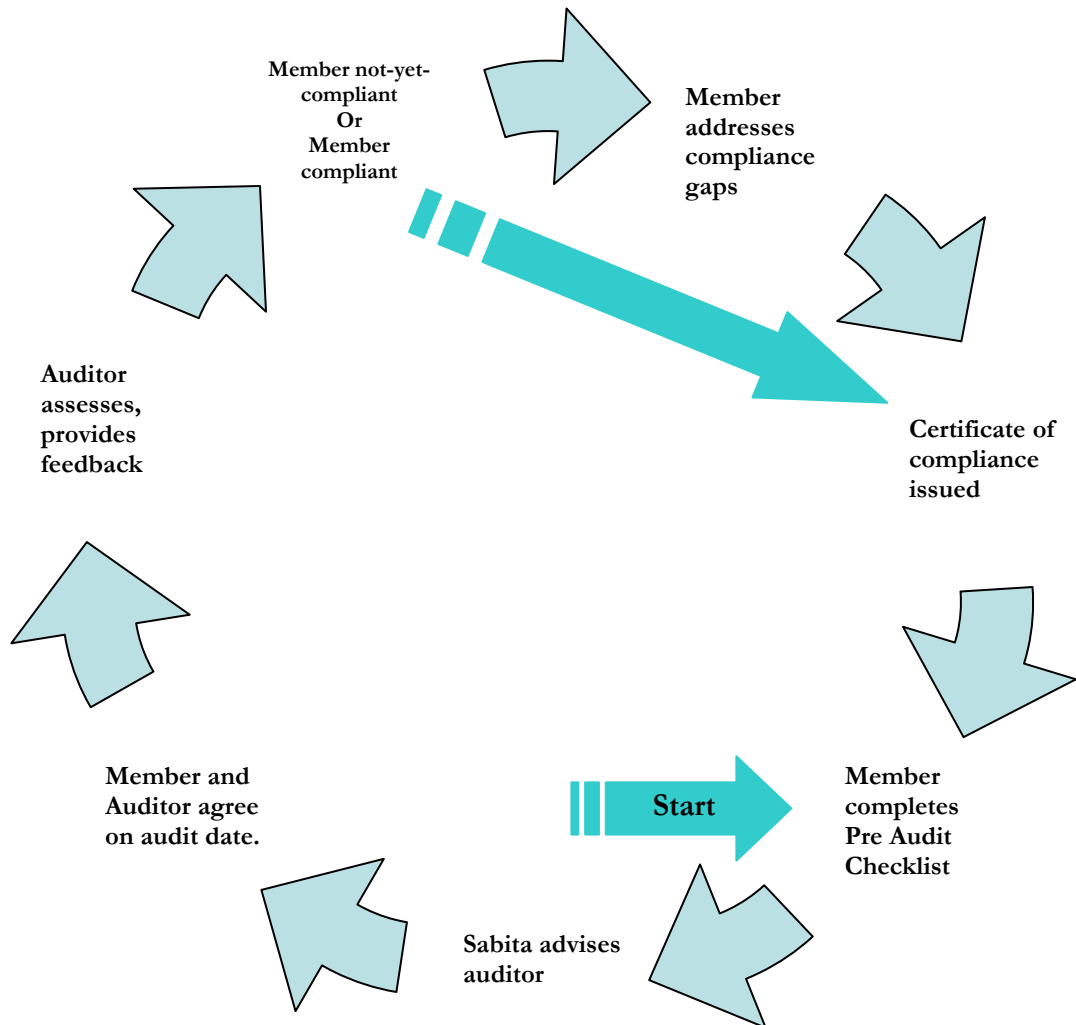 Member not-yet-
compliant
Or
Member
compliant
Member
addresses
compliance
gaps
Auditor
assesses,
provides
feedback
Certificate of
compliance
issued
Member and
Auditor agree
on audit date.
Start
Member
completes
Pre Audit
Checklist
Sabita advises
auditor